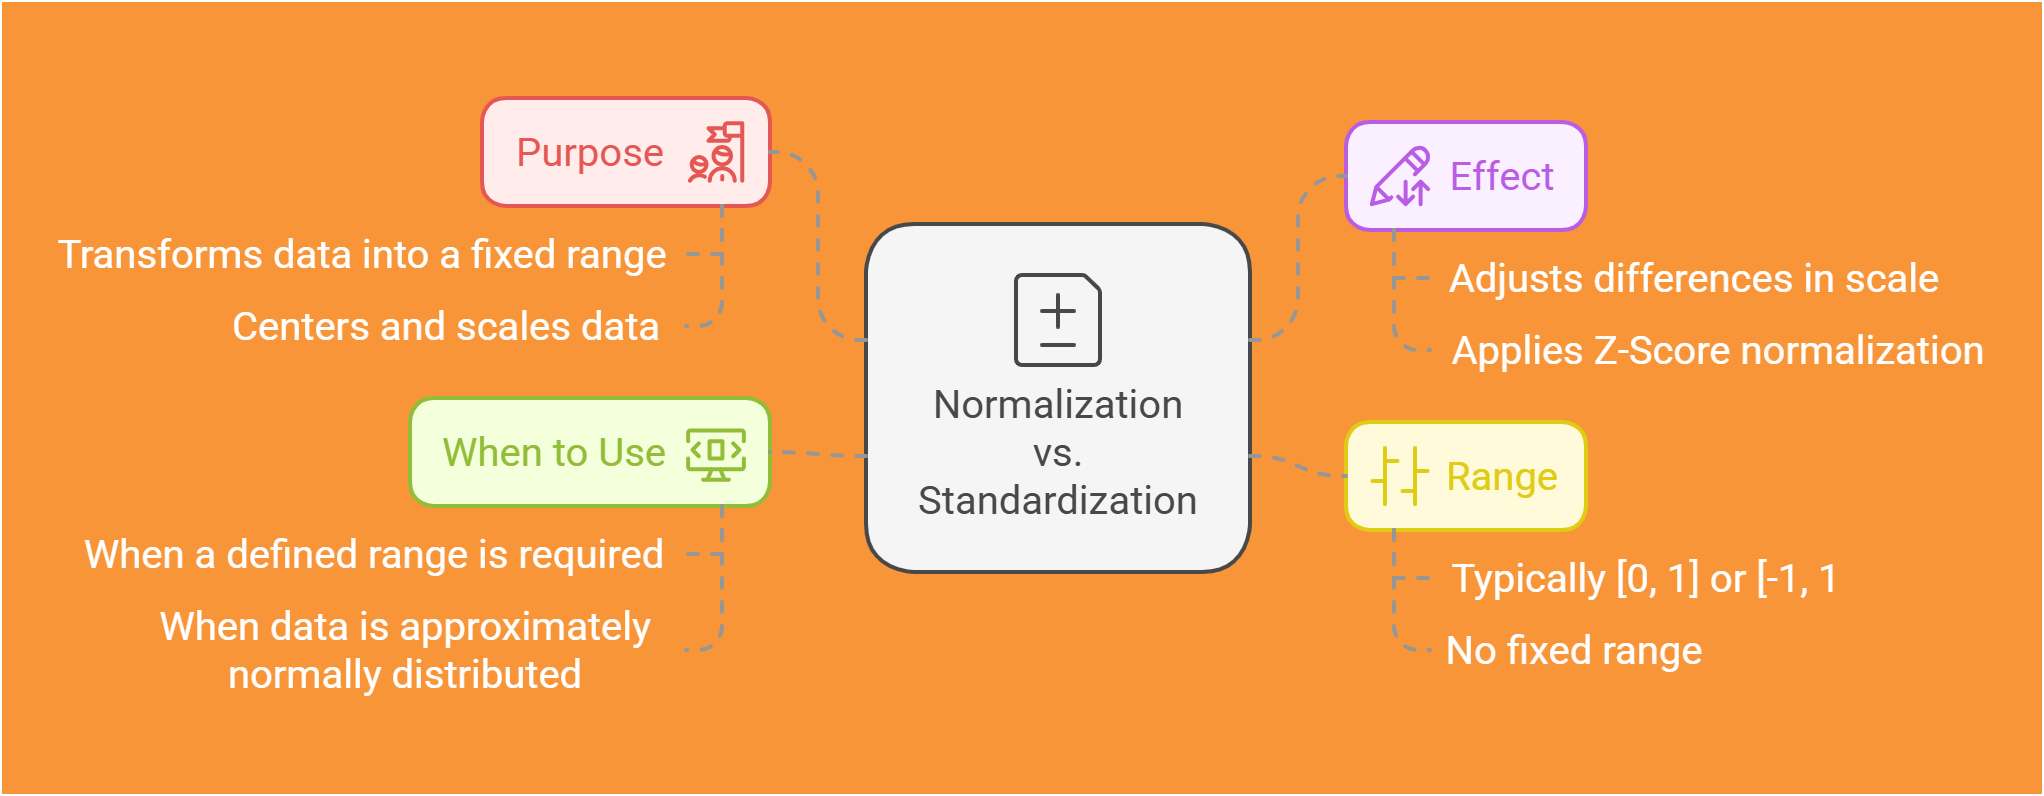 Purpose
Transforms data into a fixed range
Centers and scales data
When to Use
When a defined range is required
When data is approximately
normally distributed
Normalization
vs.
Standardization
Effect
Adjusts differences in scale
Applies Z-Score normalization
Range
Typically [0, 1] or [-1, 1
No fixed range